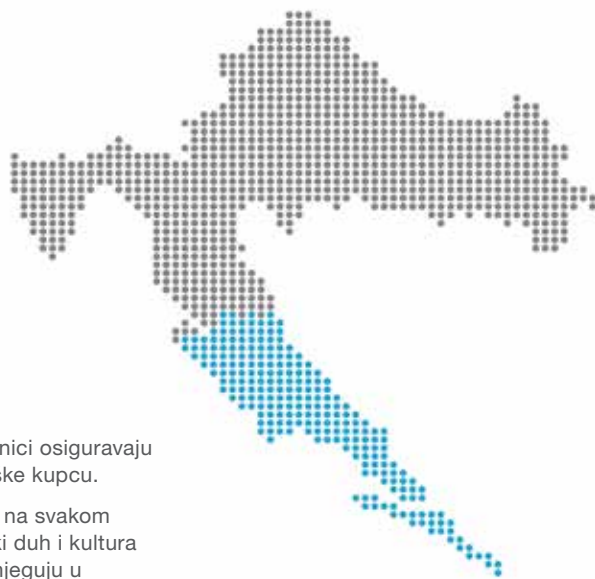 nici osiguravaju
ske kupcu.
na svakom
ki duh i kultura
njeguju u